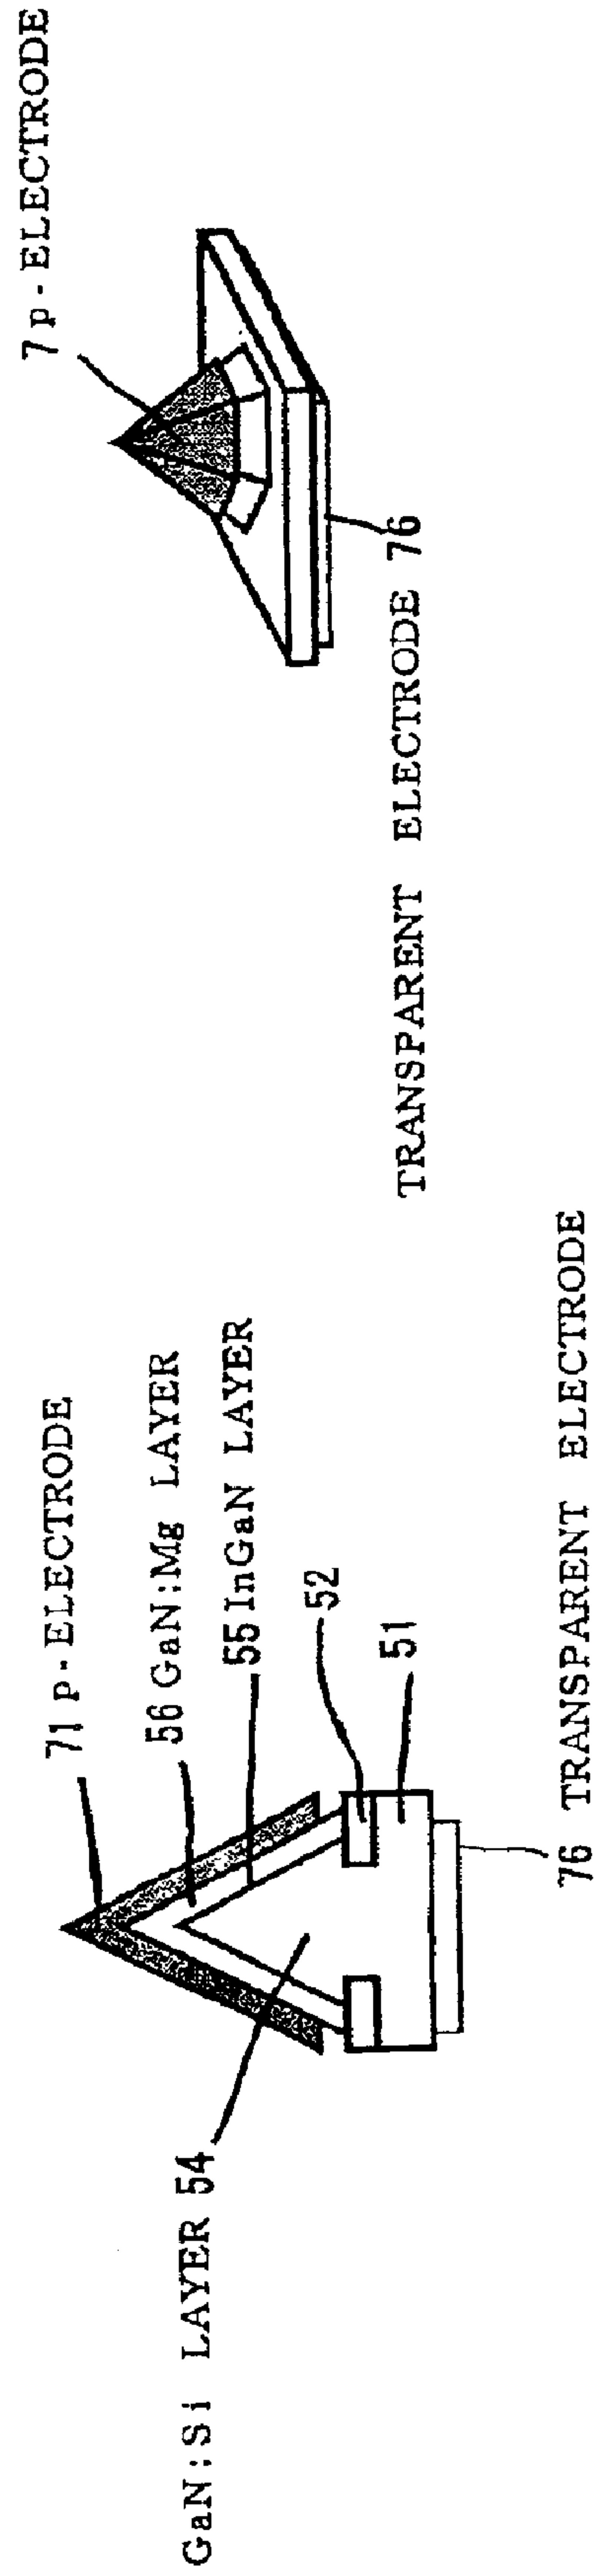 71 p-ELECTRODE
56 GaN:Mg LAYER
55 InGaN LAYER
52
51
GaN:Si LAYER 54
76 TRANSPARENT ELECTRODE
7 p-ELECTRODE
TRANSPARENT ELECTRODE 76